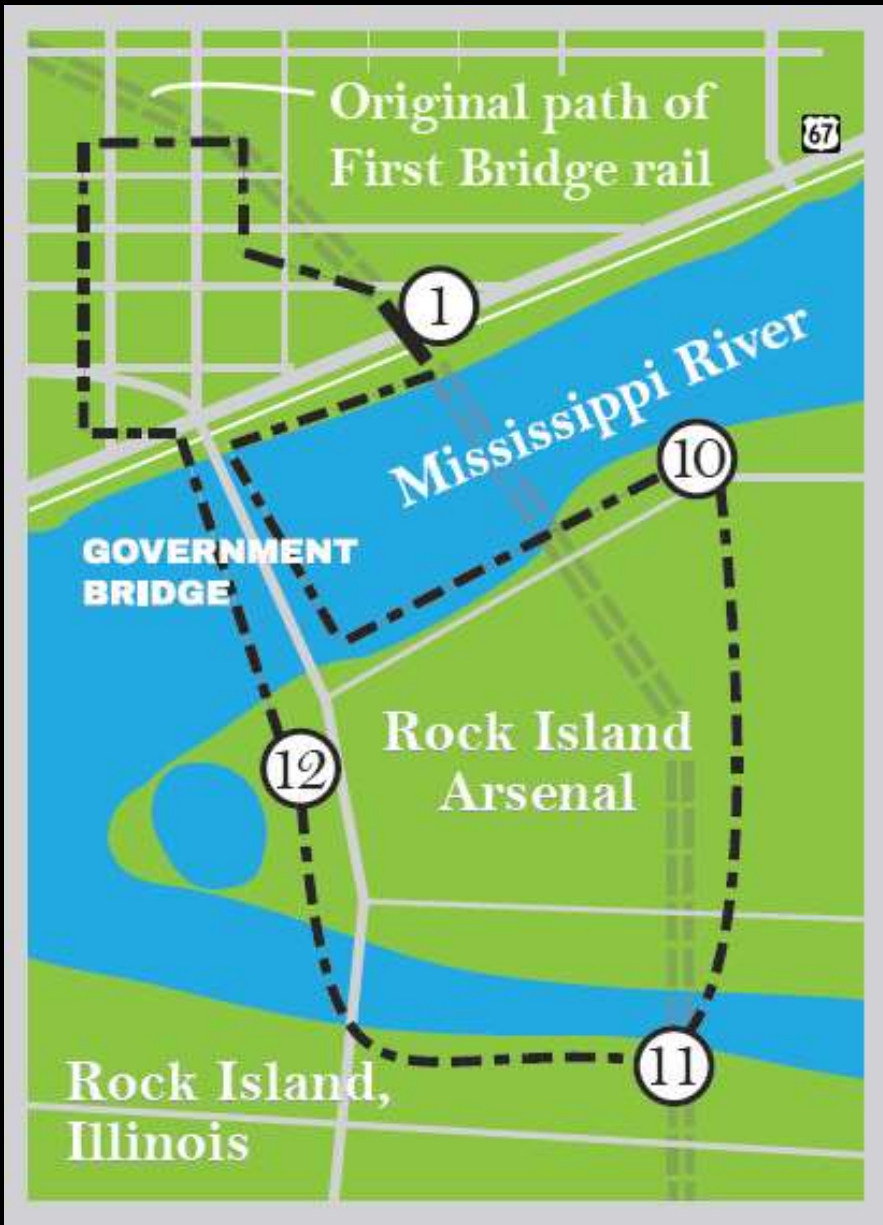 Original path of
First Bridge rail
67
1
Mississippi River
10
GOVERNMENT
BRIDGE
Rock Island
Arsenal
12
11
Rock Island,
Illinois